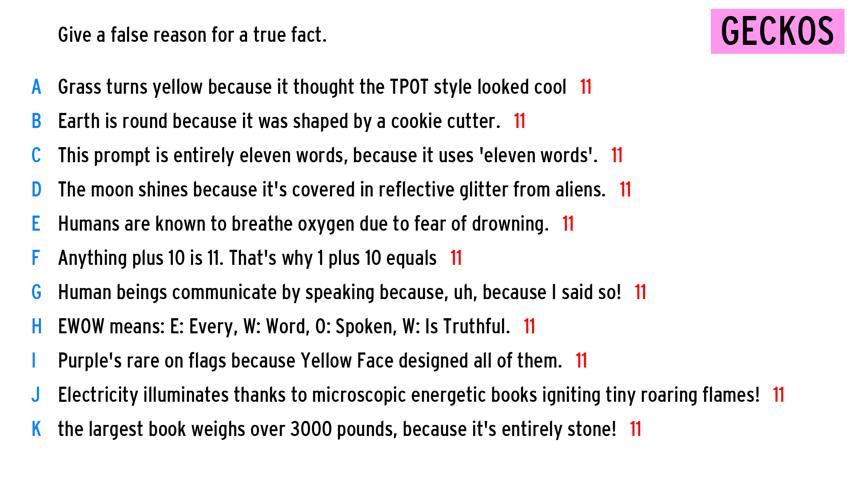 Give a false reason for a true fact.
GECKOS
A Grass turns yellow because it thought the TPOT style looked cool 11
B Earth is round because it was shaped by a cookie cutter. 11
C This prompt is entirely eleven words, because it uses 'eleven words'. 11
D The moon shines because it's covered in reflective glitter from aliens. 11
E Humans are known to breathe oxygen due to fear of drowning. 11
F Anything plus 10 is 11. That's why 1 plus 10 equals 11
G Human beings communicate by speaking because, uh, because I said so! 11
H EWOW means: E: Every, W: Word, O: Spoken, W: Is Truthful. 11
I Purple's rare on flags because Yellow Face designed all of them. 11
J Electricity illuminates thanks to microscopic energetic books igniting tiny roaring flames! 11
K the largest book weighs over 3000 pounds, because it's entirely stone! 11